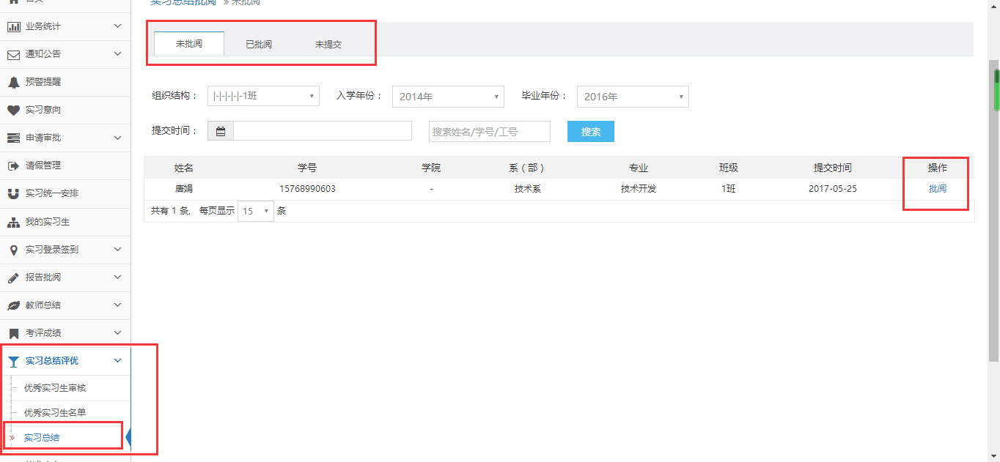 首页
业务统计
通知公告
预警提醒
实习意向
申请审批
请假管理
实习统一安排
我的实习生
实习登录签到
报告批阅
教师总结
考评成绩
实习总结评优
优秀实习生审核
优秀实习生名单
» 实习总结
实习总结批阅 » 未批阅
未批阅 已批阅 未提交
组织结构： |-|-|-|-|-1班 入学年份： 2014年 毕业年份： 2016年
提交时间： 搜索姓名/学号/工号 搜索
姓名 学号 学院 系（部） 专业 班级 提交时间 操作
唐娟 15768990603 - 技术系 技术开发 1班 2017-05-25 批阅
共有 1 条, 每页显示 15 条